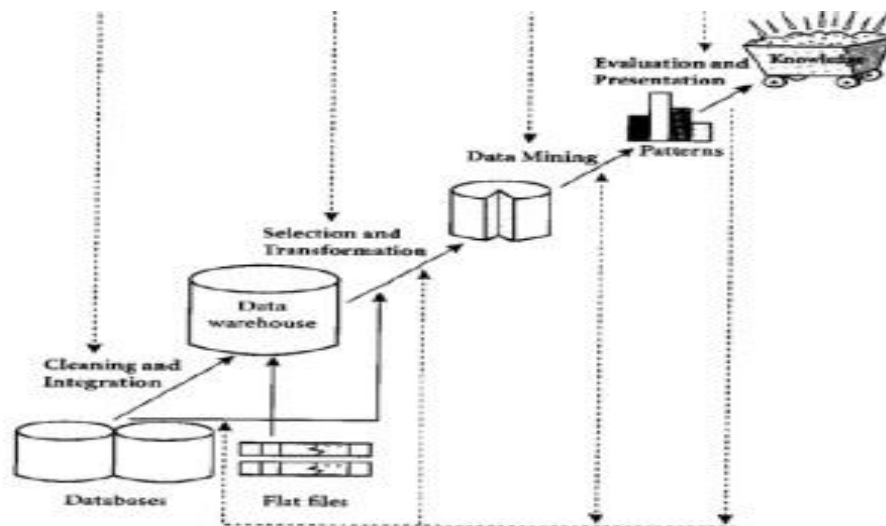 Knowledge
Evaluation and
Presentation
Patterns
Data Mining
Selection and
Transformation
Data
warehouse
Cleaning and
Integration
Databases
Flat files